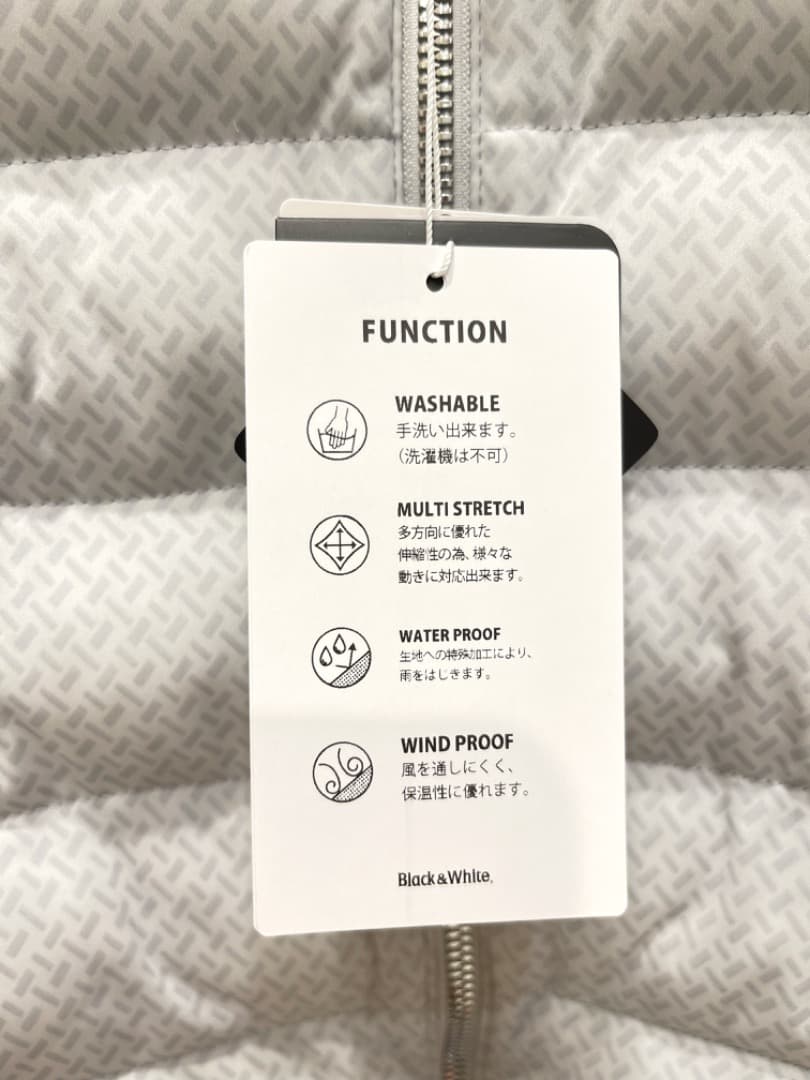 FUNCTION
WASHABLE
手洗い出来ます。
(洗濯機は不可)
MULTI STRETCH
多方向に優れた
伸縮性の為、様々な
動きに対応出来ます。
WATER PROOF
生地への特殊加工により、
雨をはじきます。
WIND PROOF
風を通しにくく、
保温性に優れます。
Black&White.